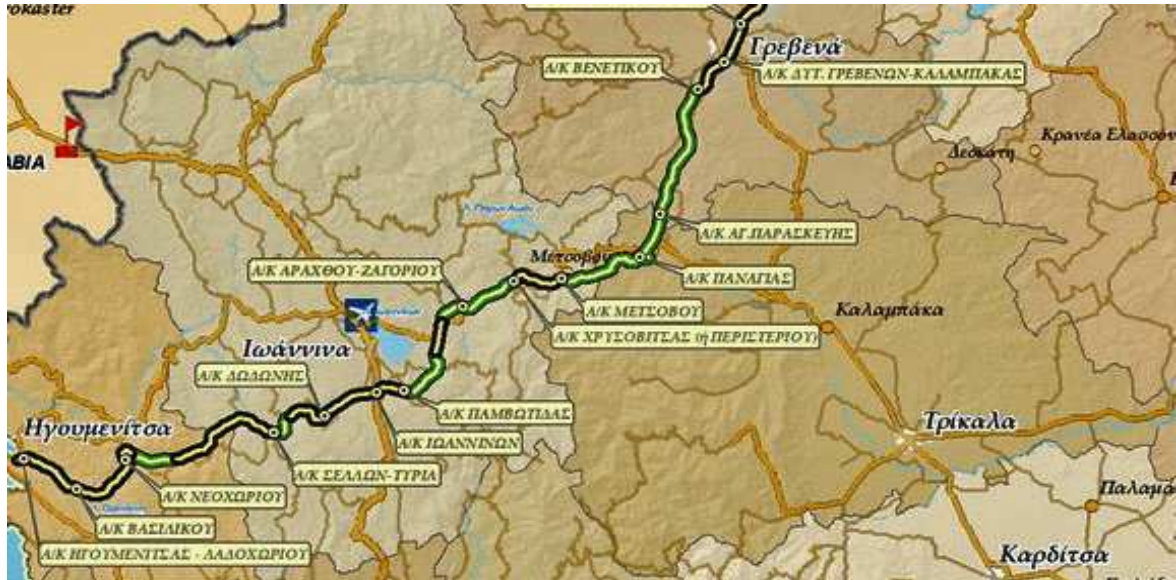 Γρεβενά
Α/Κ ΒΕΝΕΤΙΚΟΥ
Α/Κ ΔΥΤ. ΓΡΕΒΕΝΩΝ-ΚΑΛΑΜΠΑΚΑΣ
Κρανέα Ελασσον
Δεσκάτη
ΑΒΙΑ
Α/Κ ΑΓ.ΠΑΡΑΣΚΕΥΗΣ
Μέτσοβον
Α/Κ ΑΡΑΧΘΟΥ-ΖΑΓΟΡΙΟΥ
Α/Κ ΠΑΝΑΓΙΑΣ
Α/Κ ΜΕΤΣΟΒΟΥ
Καλαμπάκα
Α/Κ ΧΡΥΣΟΒΙΤΣΑΣ (ή ΠΕΡΙΣΤΕΡΙΟΥ)
Ιωάννινα
Α/Κ ΔΩΔΩΝΗΣ
Α/Κ ΠΑΜΒΩΤΙΔΑΣ
Τρίκαλα
Ηγουμενίτσα
Α/Κ ΙΩΑΝΝΙΝΩΝ
Α/Κ ΣΕΛΛΩΝ-ΤΥΡΙΑ
Α/Κ ΝΕΟΧΩΡΙΟΥ
Παλαμά
Α/Κ ΒΑΣΙΛΙΚΟΥ
Α/Κ ΗΓΟΥΜΕΝΙΤΣΑΣ - ΛΑΔΟΧΩΡΙΟΥ
Καρδίτσα